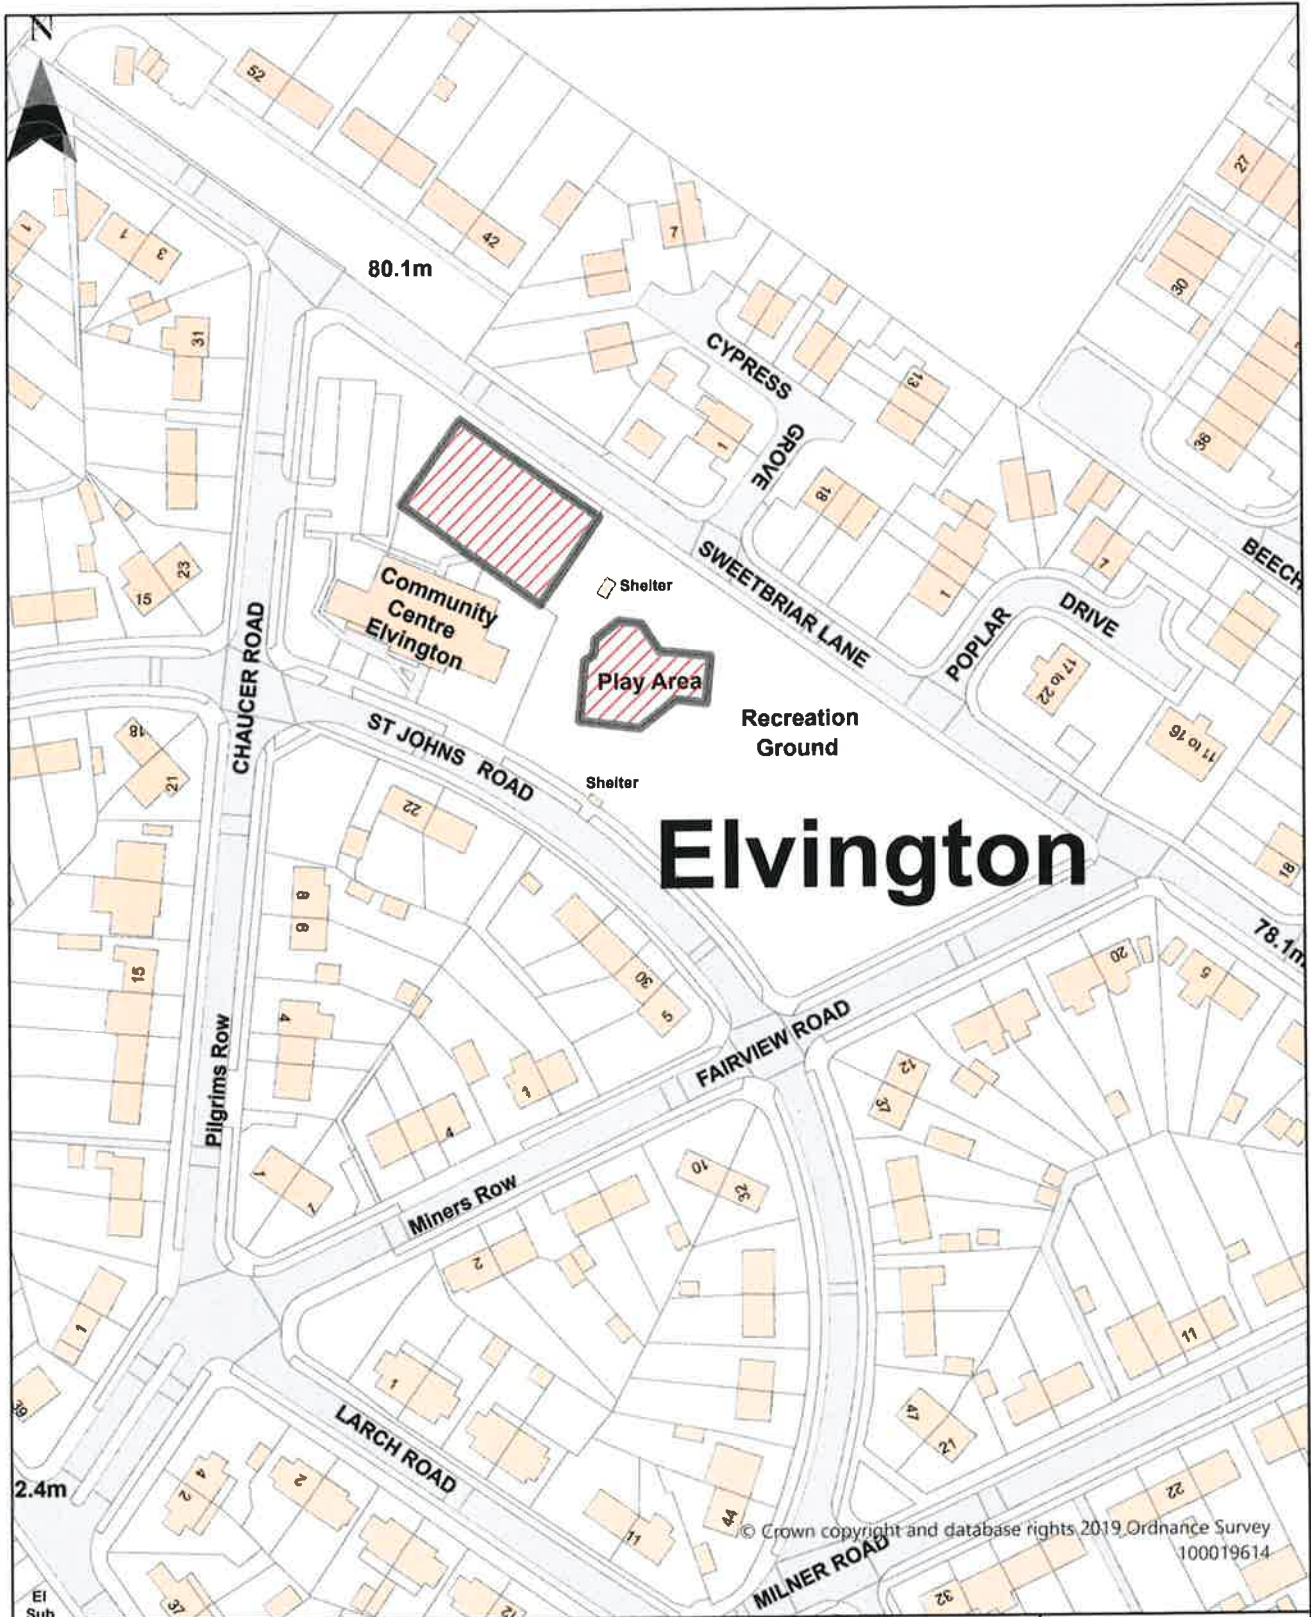 N
52
42
80.1m
7
27
30
36
1
1
3
31
CYPRESS
GROVE
13
1
18
1
7
BEECH
POPLAR
DRIVE
17 to 22
11 to 16
18
SWEETBRIAR LANE
Shelter
Community
Centre
Elvington
Play Area
Recreation
Ground
Shelter
23
15
CHAUCER ROAD
ST JOHNS ROAD
18
21
22
Elvington
78.1m
8
6
15
4
30
5
20
5
Pilgrims Row
FAIRVIEW ROAD
1
4
12
37
1
7
Miners Row
10
32
2
1
39
1
11
47
21
LARCH ROAD
2.4m
4
2
2
11
44
22
© Crown copyright and database rights 2019 Ordnance Survey
100019614
MILNER ROAD
El
Sub
37
12
32